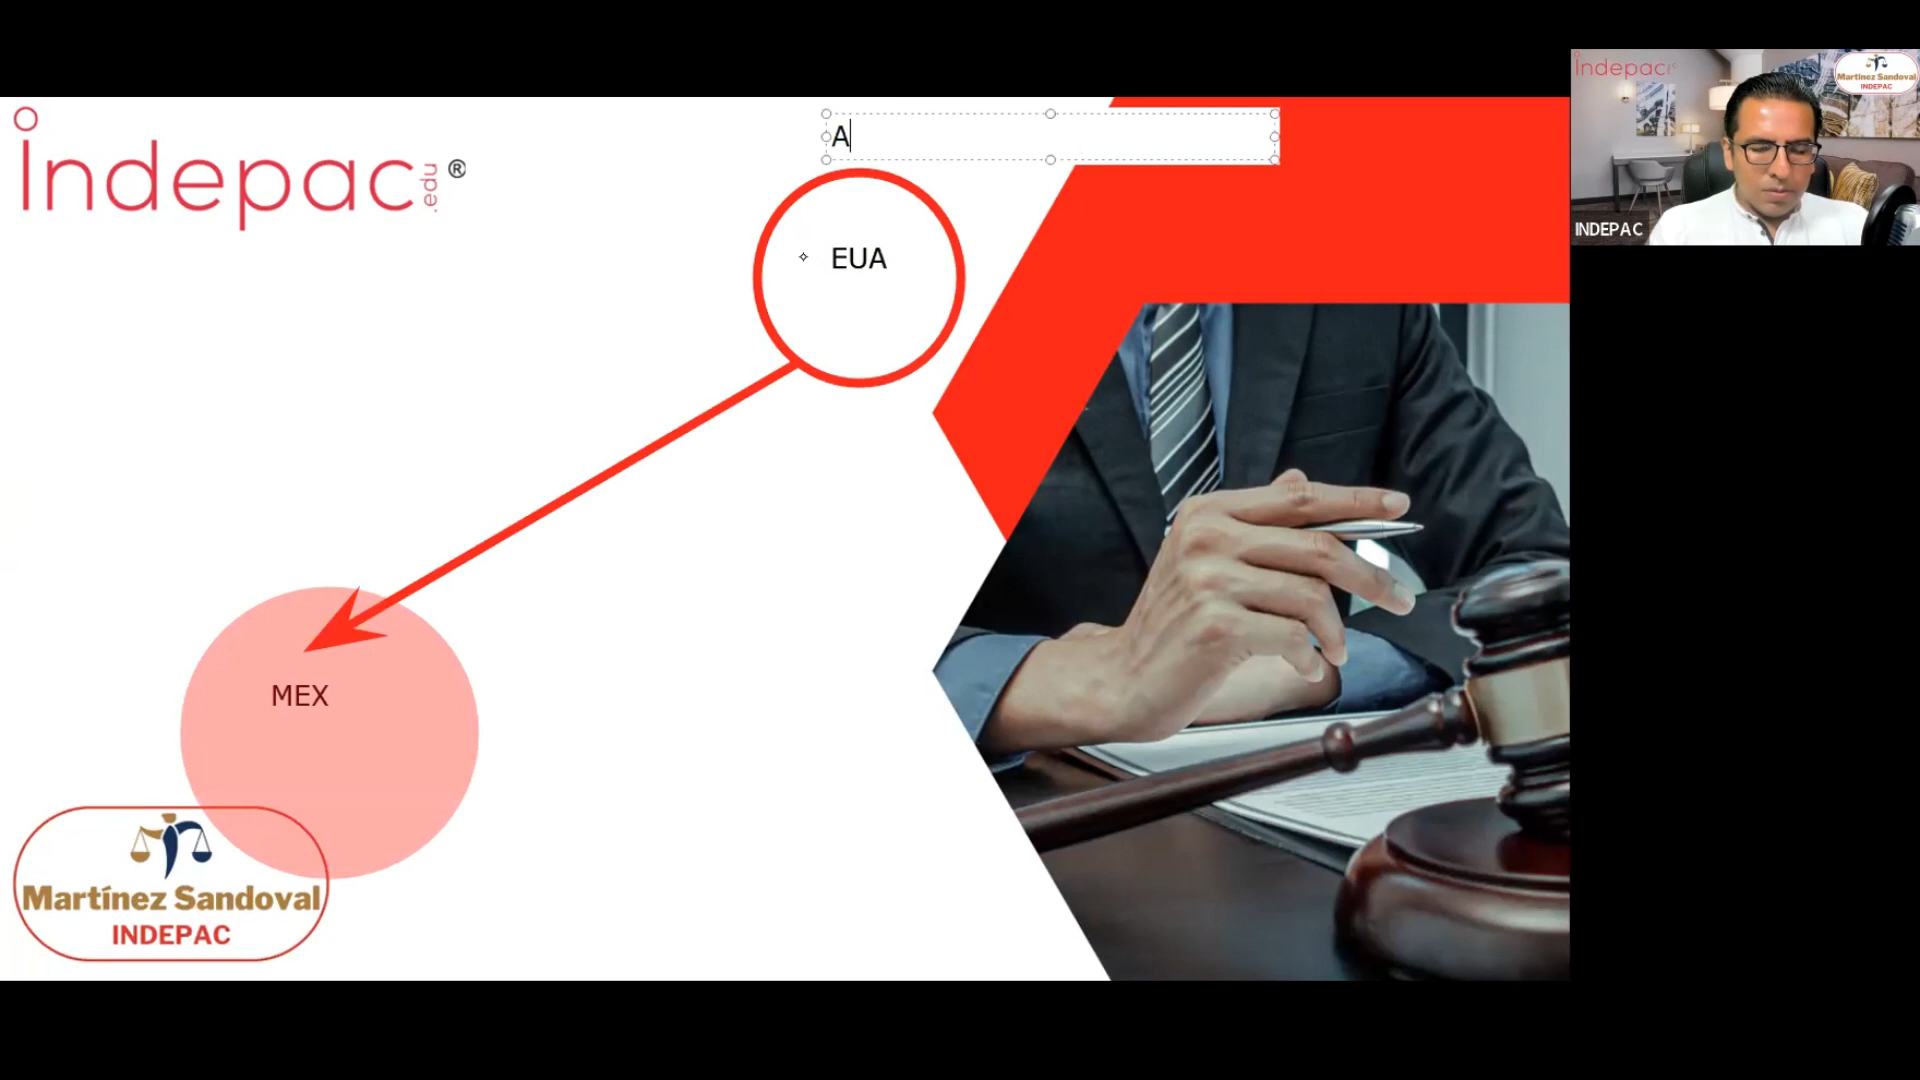 indepac.edu ®
A
EUA
MEX
Martínez Sandoval
INDEPAC
indepac
Martínez Sandoval
INDEPAC
INDEPAC